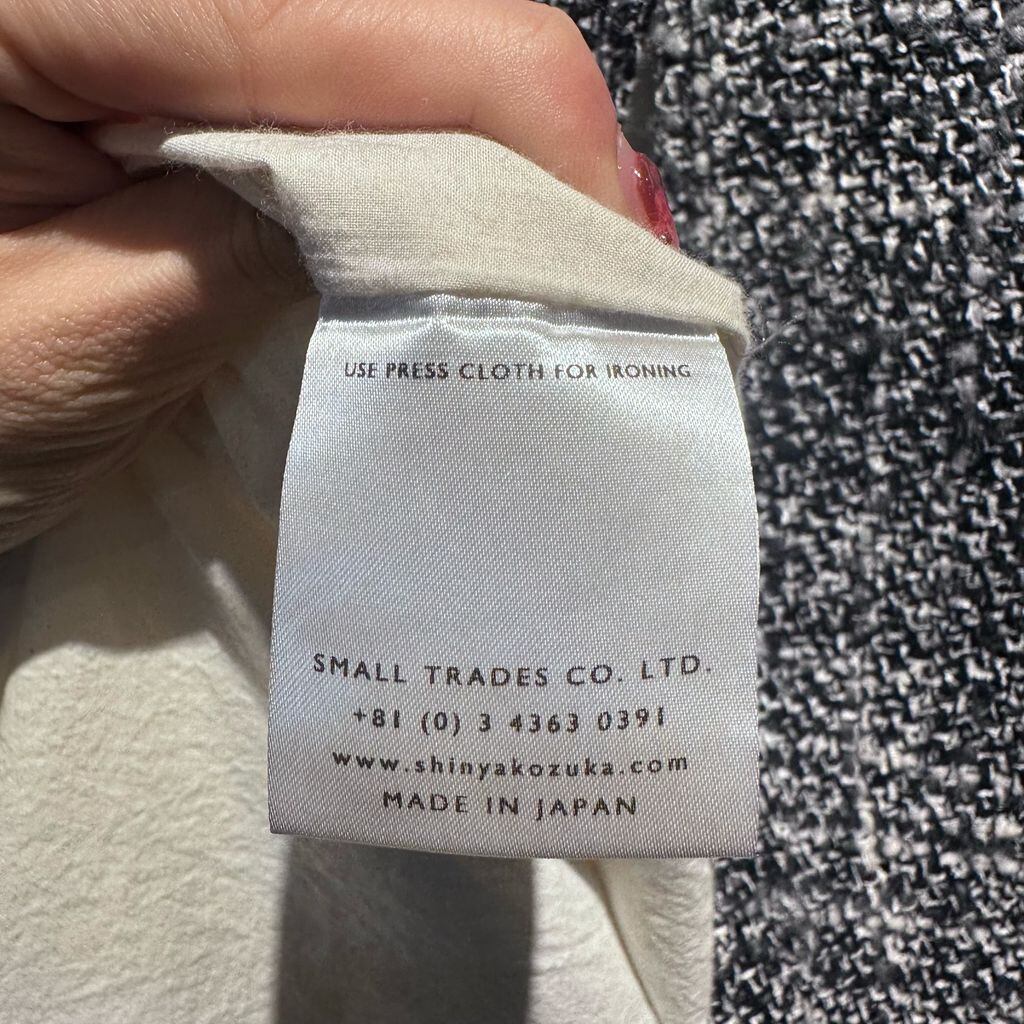 USE PRESS CLOTH FOR IRONING
SMALL TRADES CO. LTD.
+81 (0) 3 4363 0391
www.shinyakozuka.com
MADE IN JAPAN